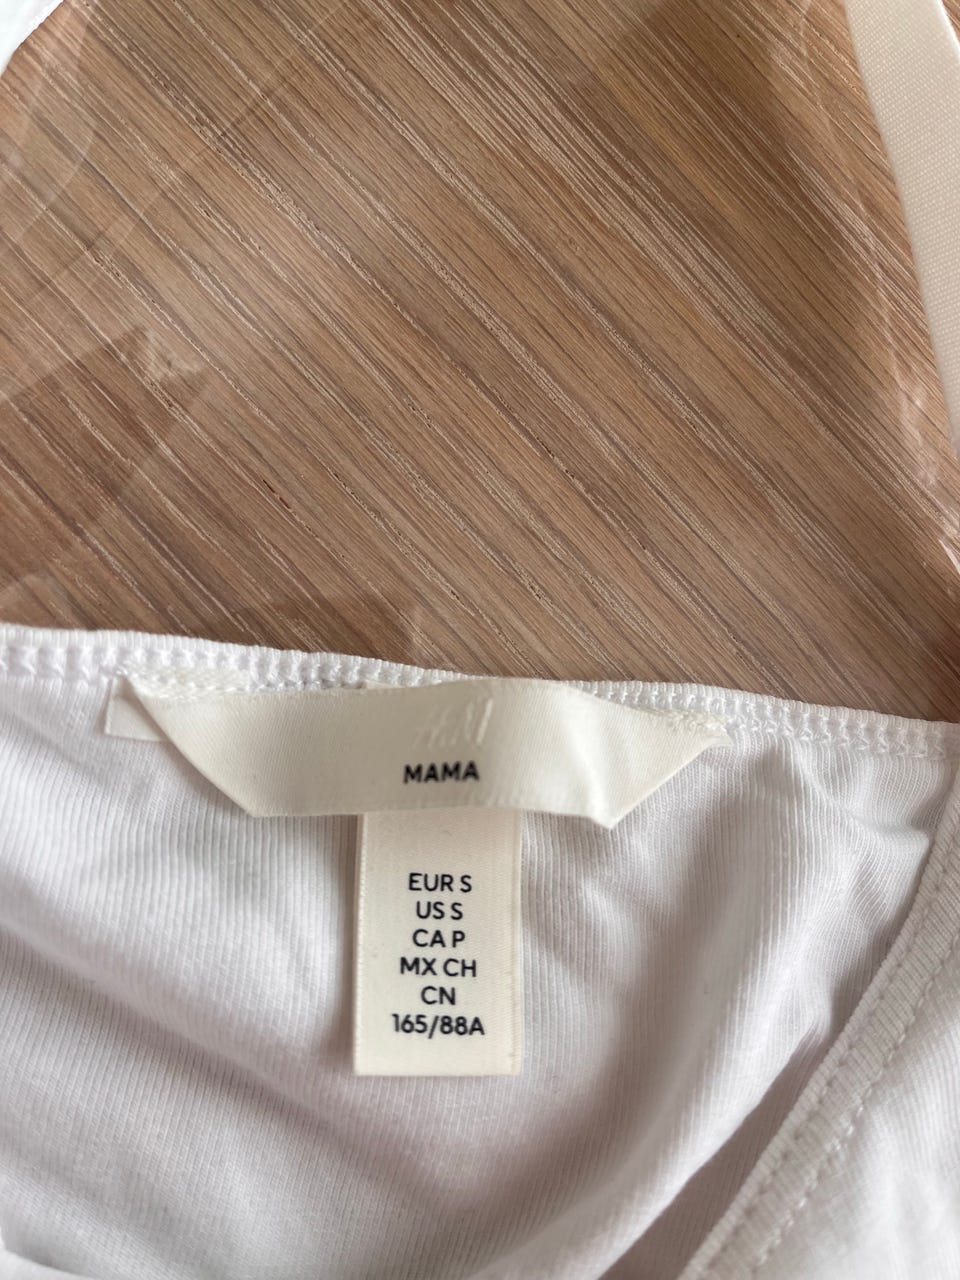 H&M
MAMA
EUR S
US S
CA P
MX CH
CN
165/88A